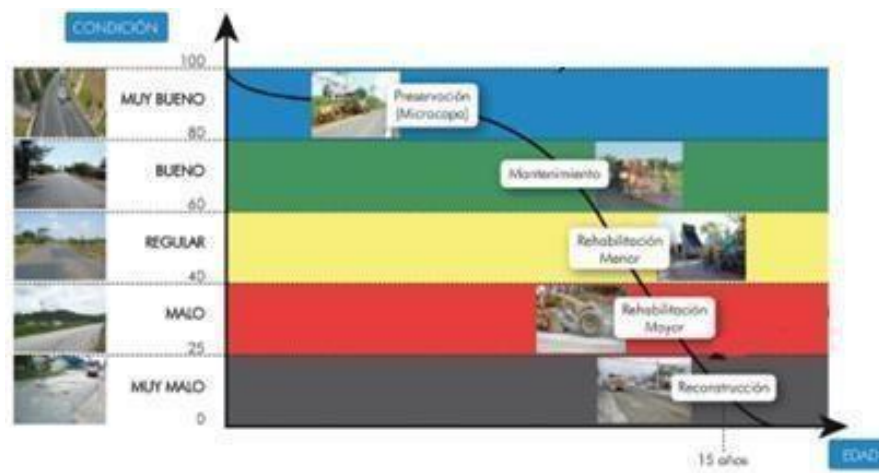 CONDICIÓN
100
MUY BUENO
Preservación
(Microcapa)
80
BUENO
Mantenimiento
60
REGULAR
Rehabilitación
Menor
40
MALO
Rehabilitación
Mayor
25
MUY MALO
Reconstrucción
0
15 años
EDAD